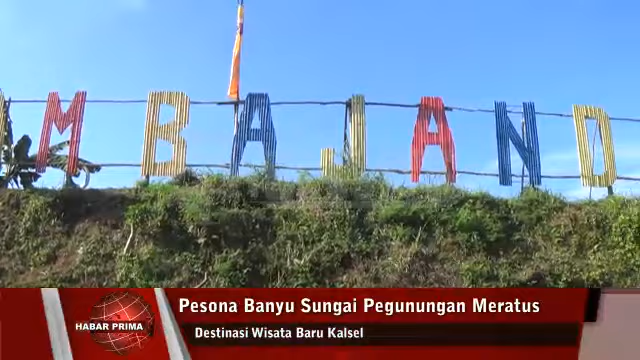 MBAJAND
HABAR PRIMA
Pesona Banyu Sungai Pegunungan Meratus
Destinasi Wisata Baru Kalsel